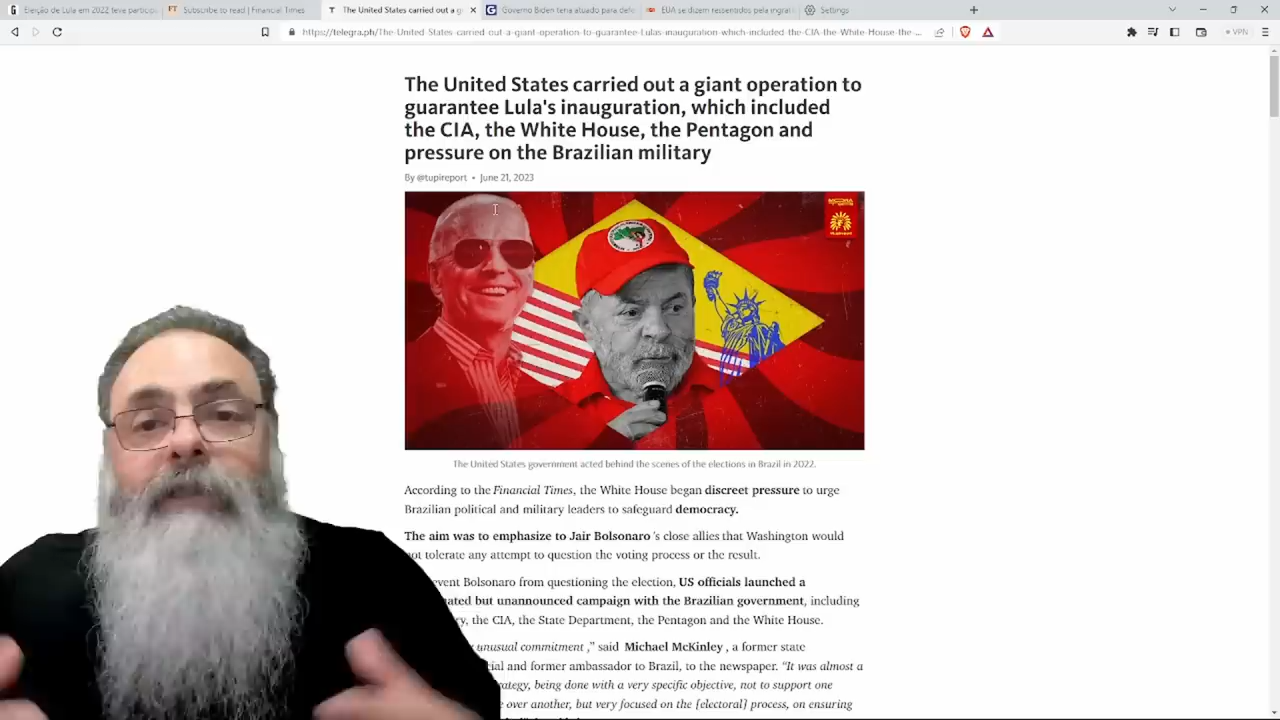 Eleição de Lula em 2022 teve particip
FT Subscribe to read | Financial Times
T The United States carried out a g
G Governo Biden teria atuado para defe
EUA se dizem ressentidos pela ingrat
Settings
https://telegra.ph/The-United-States-carried-out-a-giant-operation-to-guarantee-Lulas-inauguration-which-included-the-CIA-the-White-House-the-...
VPN
The United States carried out a giant operation to
guarantee Lula's inauguration, which included
the CIA, the White House, the Pentagon and
pressure on the Brazilian military
By @tupireport • June 21, 2023
The United States government acted behind the scenes of the elections in Brazil in 2022.
According to the Financial Times, the White House began discreet pressure to urge
Brazilian political and military leaders to safeguard democracy.
The aim was to emphasize to Jair Bolsonaro 's close allies that Washington would
not tolerate any attempt to question the voting process or the result.
event Bolsonaro from questioning the election, US officials launched a
nated but unannounced campaign with the Brazilian government, including
ry, the CIA, the State Department, the Pentagon and the White House.
unusual commitment ," said Michael McKinley , a former state
ial and former ambassador to Brazil, to the newspaper. "It was almost a
rategy, being done with a very specific objective, not to support one
e over another, but very focused on the [electoral] process, on ensuring